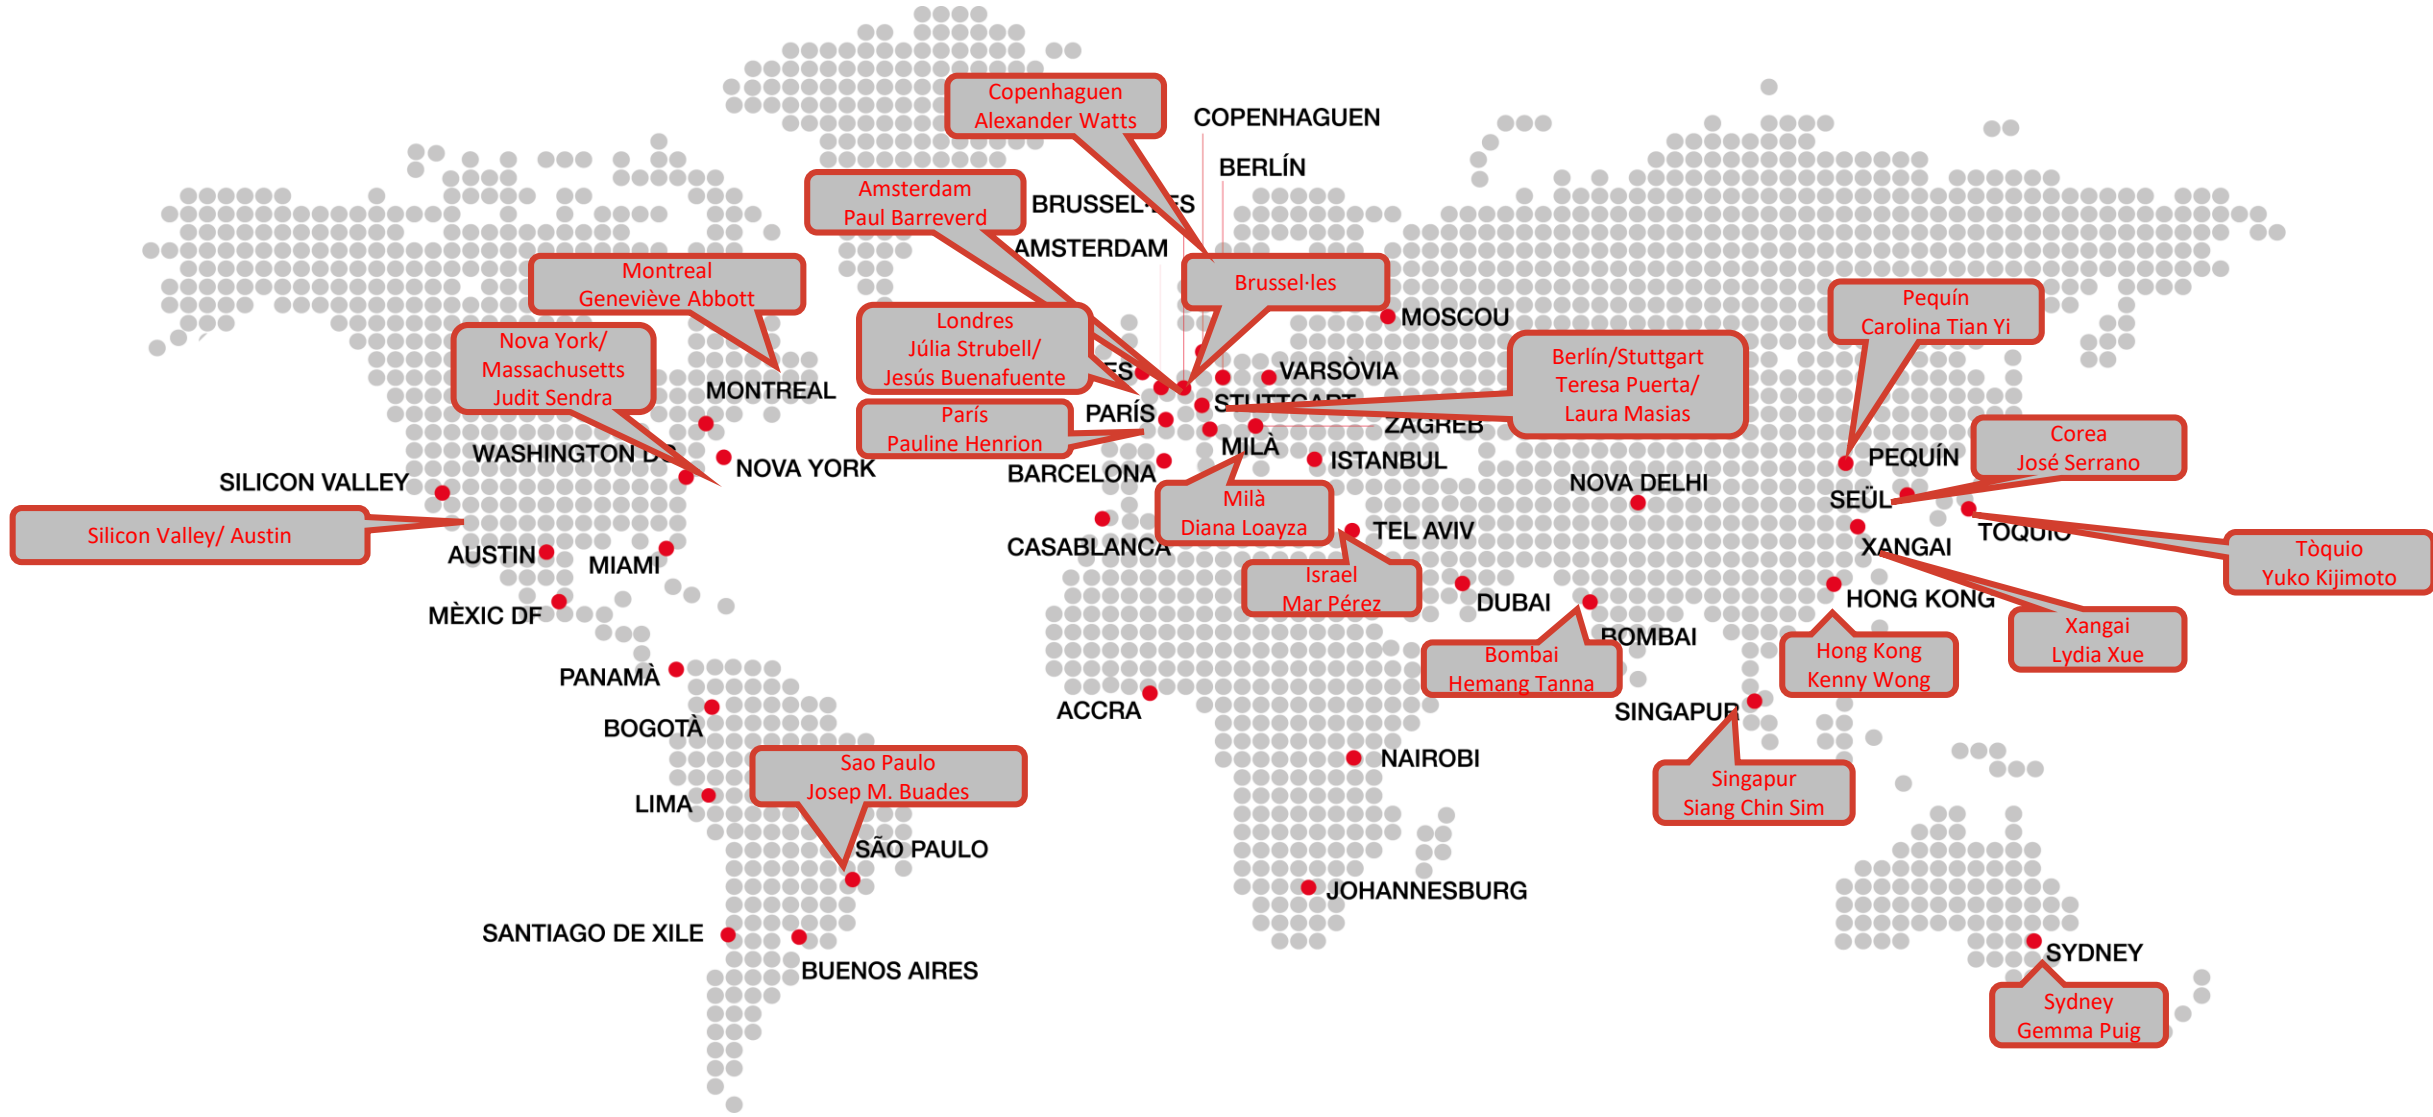 Copenhaguen
Alexander Watts
COPENHAGUEN
BERLÍN
Amsterdam
Paul Barreverd
BRUSSEL·LES
AMSTERDAM
Montreal
Geneviève Abbott
Brussel·les
Pequín
Carolina Tian Yi
Londres
Júlia Strubell/
Jesús Buenafuente
MOSCOU
Nova York/
Massachusetts
Judit Sendra
Berlín/Stuttgart
Teresa Puerta/
Laura Masias
ES
VARSÒVIA
MONTREAL
STUTTGART
PARÍS
París
Pauline Henrion
ZAGREB
MILÀ
Corea
José Serrano
WASHINGTON DC
NOVA YORK
BARCELONA
ISTANBUL
PEQUÍN
SILICON VALLEY
NOVA DELHI
SEÜL
Milà
Diana Loayza
Silicon Valley/ Austin
TEL AVIV
TÒQUIO
CASABLANCA
XANGAI
AUSTIN
MIAMI
Tòquio
Yuko Kijimoto
Israel
Mar Pérez
DUBAI
HONG KONG
MÈXIC DF
BOMBAI
Xangai
Lydia Xue
Bombai
Hemang Tanna
Hong Kong
Kenny Wong
PANAMÀ
ACCRA
SINGAPUR
BOGOTÀ
Sao Paulo
Josep M. Buades
NAIROBI
Singapur
Siang Chin Sim
LIMA
SÃO PAULO
JOHANNESBURG
SANTIAGO DE XILE
BUENOS AIRES
SYDNEY
Sydney
Gemma Puig